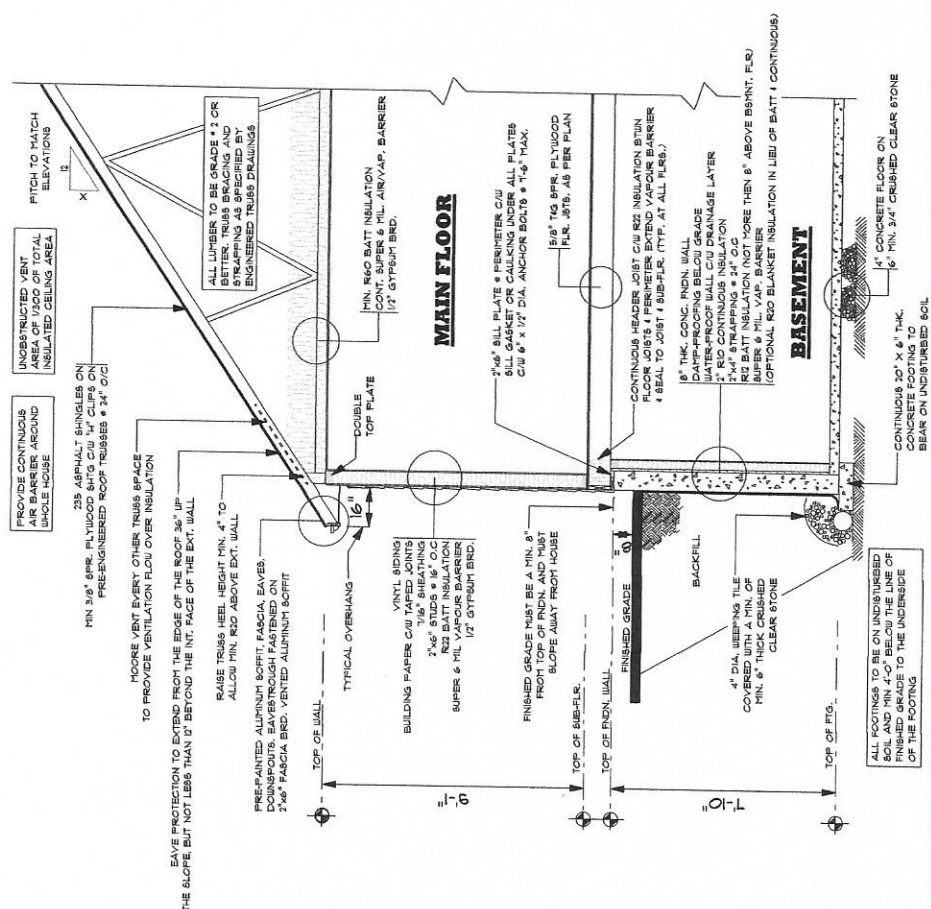 PROVIDE CONTINUOUS
AIR BARRIER AROUND
WHOLE HOUSE
UNOBSTRUCTED VENT
AREA OF 1/300 OF TOTAL
INSULATED CEILING AREA
PITCH TO MATCH
ELEVATIONS
12
X
235 ASPHALT SHINGLES ON
MIN 3/8" SPR. PLYWOOD SHTG C/W "H" CLIPS ON
PRE-ENGINEERED ROOF TRUSSES @ 24" O/C
ALL LUMBER TO BE GRADE # 2 OR
BETTER. TRUSS BRACING AND
STRAPPING AS SPECIFIED BY
ENGINEERED TRUSS DRAWINGS
MOORE VENT EVERY OTHER TRUSS SPACE
TO PROVIDE VENTILATION FLOW OVER INSULATION
EAVE PROTECTION TO EXTEND FROM THE EDGE OF THE ROOF 36" UP
THE SLOPE, BUT NOT LESS THAN 12" BEYOND THE INT. FACE OF THE EXT. WALL
RAISE TRUSS HEEL HEIGHT MIN. 4" TO
ALLOW MIN. R20 ABOVE EXT. WALL
PRE-PAINTED ALUMINUM SOFFIT, FASCIA, EAVES,
DOWNSPOUTS, EAVESTROUGH FASTENED ON
2"x6" FASCIA BRD. VENTED ALUMINUM SOFFIT
MIN. R60 BATT INSULATION
CONT. SUPER 6 MIL. AIR/VAP. BARRIER
1/2" GYPSUM BRD.
TOP OF WALL
DOUBLE
TOP PLATE
16"
TYPICAL OVERHANG
MAIN FLOOR
9'-1"
VINYL SIDING
BUILDING PAPER C/W TAPED JOINTS
7/16" SHEATHING
2"x6" STUDS @ 16" O.C
R22 BATT INSULATION
SUPER 6 MIL VAPOUR BARRIER
1/2" GYPSUM BRD.
2"x6" SILL PLATE @ PERIMETER C/W
SILL GASKET OR CAULKING UNDER ALL PLATES
C/W 6" x 1/2" DIA. ANCHOR BOLTS @ 7'-6" MAX.
5/8" T&G SPR. PLYWOOD
FLR. JSTS. AS PER PLAN
FINISHED GRADE MUST BE A MIN. 8"
FROM TOP OF FNDN. AND MUST
SLOPE AWAY FROM HOUSE
TOP OF SUB-FLR.
TOP OF FNDN. WALL
CONTINUOUS HEADER JOIST C/W R22 INSULATION BTWN
FLOOR JOISTS & PERIMETER EXTEND VAPOUR BARRIER
& SEAL TO JOIST & SUB-FLR. (TYP. AT ALL FLRS.)
8"
FINISHED GRADE
BACKFILL
8" THK. CONC. FNDN. WALL
DAMP-PROOFING BELOW GRADE
WATER-PROOF WALL C/W DRAINAGE LAYER
2" R10 CONTINUOUS INSULATION
2"x4" STRAPPING @ 24" O.C
R12 BATT INSULATION (NOT MORE THEN 8" ABOVE BSMNT. FLR.)
SUPER 6 MIL. VAP. BARRIER
(OPTIONAL R20 BLANKET INSULATION IN LIEU OF BATT & CONTINUOUS)
BASEMENT
7'-10"
4" DIA. WEEPING TILE
COVERED WITH A MIN. OF
MIN. 6" THICK CRUSHED
CLEAR STONE
TOP OF FTG.
4" CONCRETE FLOOR ON
6" MIN. 3/4" CRUSHED CLEAR STONE
CONTINUOUS 20" X 6" THK.
CONCRETE FOOTING TO
BEAR ON UNDISTURBED SOIL
ALL FOOTINGS TO BE ON UNDISTURBED
SOIL AND MIN 4'-0" BELOW THE LINE OF
FINISHED GRADE TO THE UNDERSIDE
OF THE FOOTING